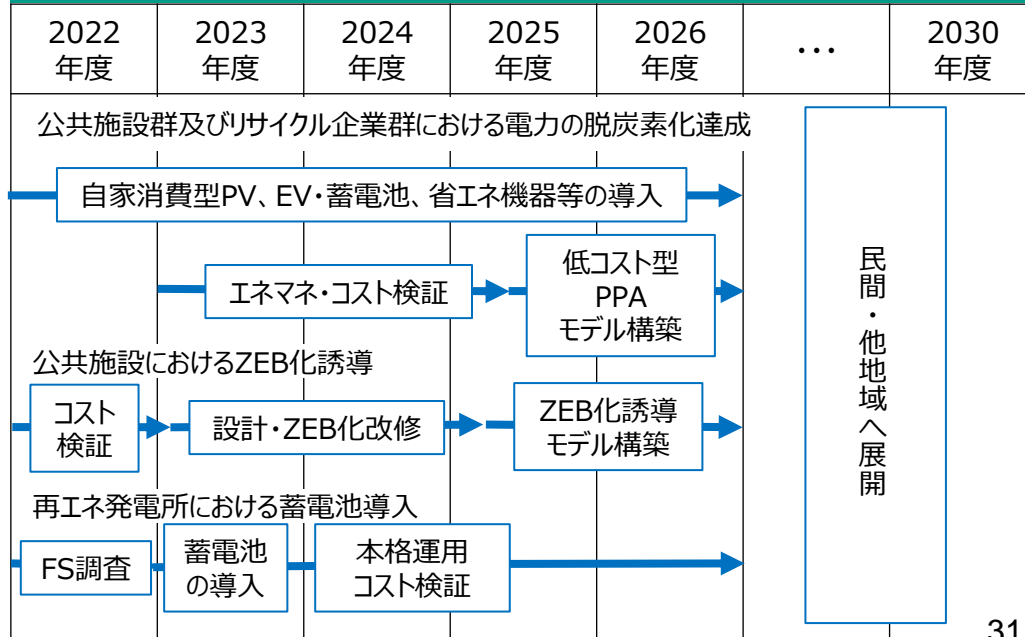 2022
年度
2023
年度
2024
年度
2025
年度
2026
年度
・・・
2030
年度
公共施設群及びリサイクル企業群における電力の脱炭素化達成
自家消費型PV、EV・蓄電池、省エネ機器等の導入
エネマネ・コスト検証
低コスト型
PPA
モデル構築
公共施設におけるZEB化誘導
コスト
検証
設計・ZEB化改修
ZEB化誘導
モデル構築
再エネ発電所における蓄電池導入
FS調査
蓄電池
の導入
本格運用
コスト検証
民間・他地域へ展開
31